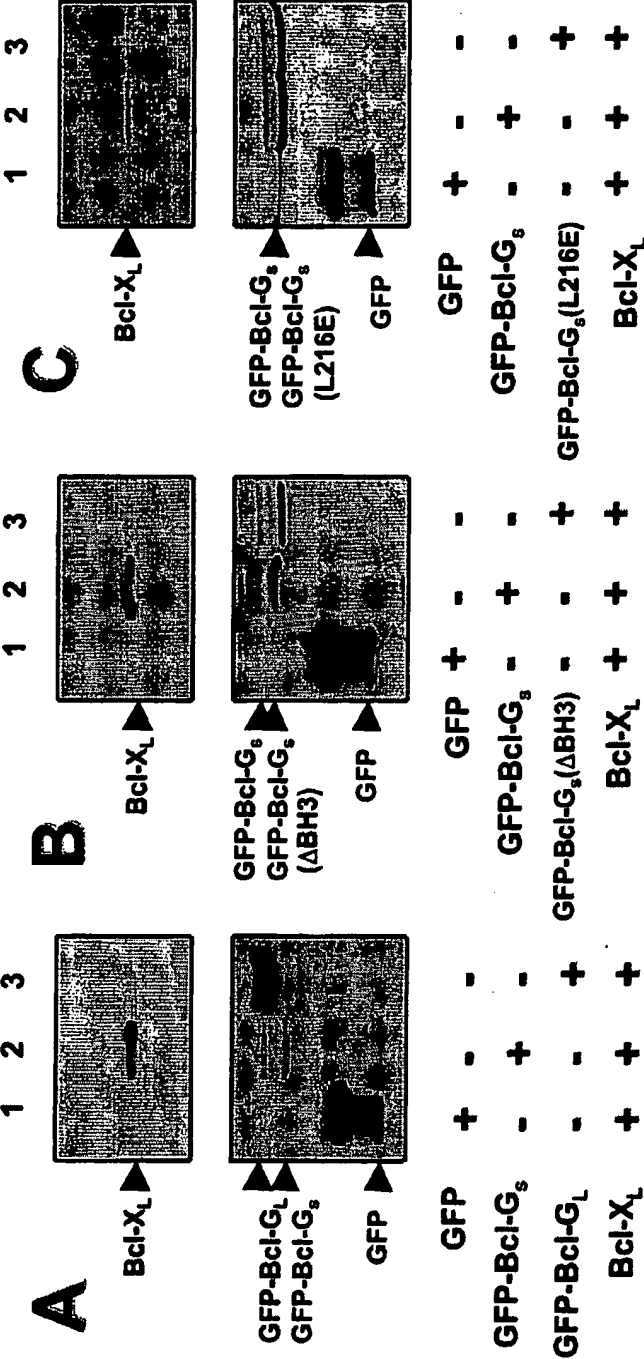 A
1 2 3
Bcl-XL
GFP-Bcl-GL
GFP-Bcl-Gs
GFP
GFP + - -
GFP-Bcl-Gs - + -
GFP-Bcl-GL - - +
Bcl-XL + + +
B
1 2 3
Bcl-XL
GFP-Bcl-Gs
GFP-Bcl-Gs
(ΔBH3)
GFP
GFP + - -
GFP-Bcl-Gs - + -
GFP-Bcl-Gs(ΔBH3) - - +
Bcl-XL + + +
C
1 2 3
Bcl-XL
GFP-Bcl-Gs
GFP-Bcl-Gs
(L216E)
GFP
GFP + - -
GFP-Bcl-Gs - + -
GFP-Bcl-Gs(L216E) - - +
Bcl-XL + + +